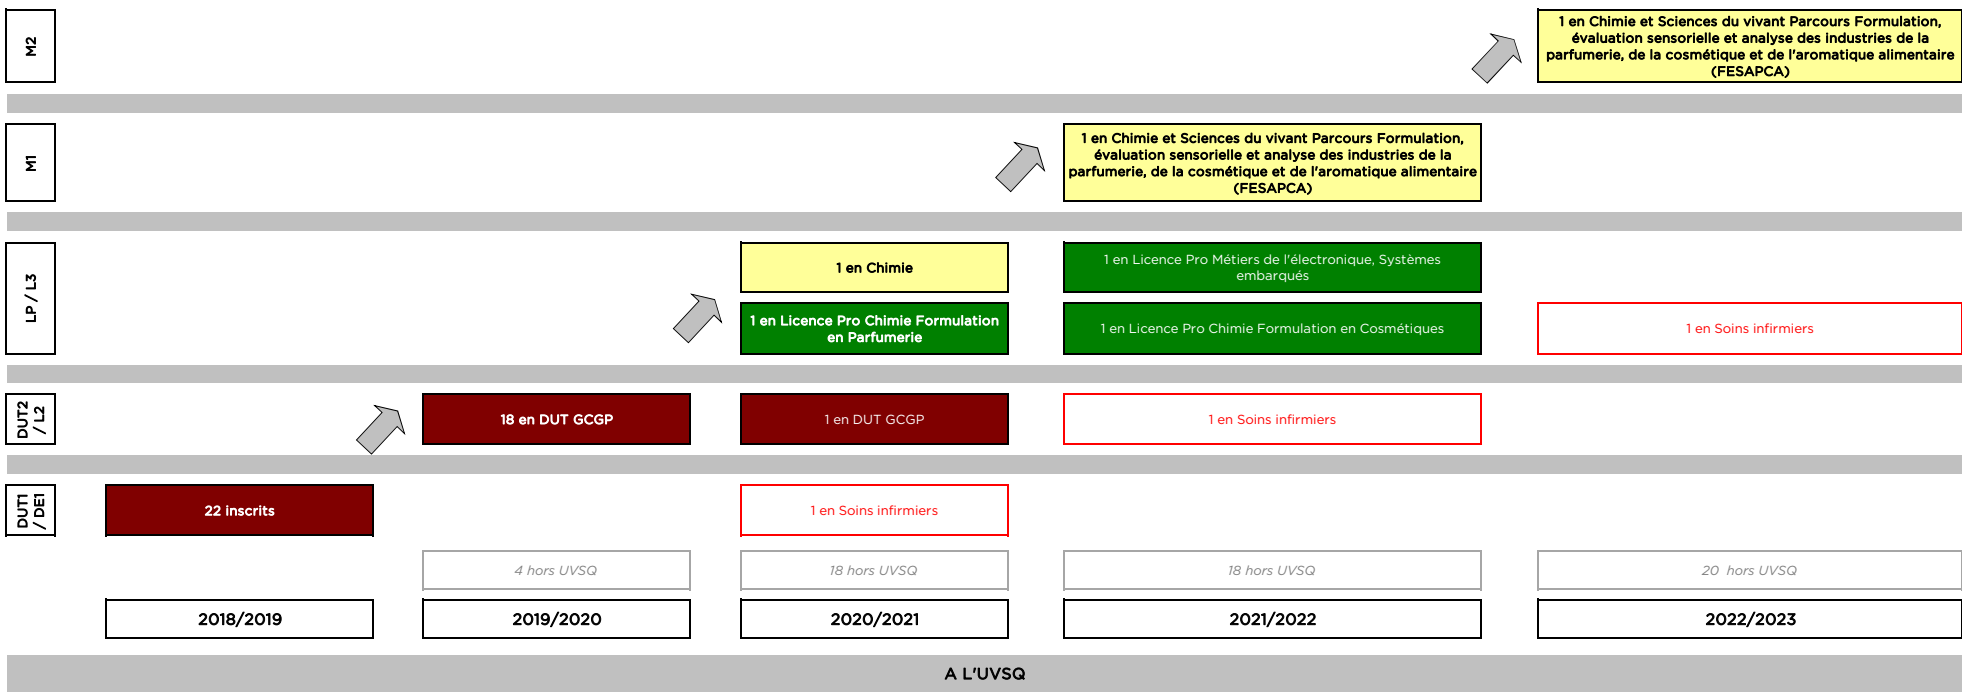 M2
1 en Chimie et Sciences du vivant Parcours Formulation,
évaluation sensorielle et analyse des industries de la
parfumerie, de la cosmétique et de l'aromatique alimentaire
(FESAPCA)
M1
1 en Chimie et Sciences du vivant Parcours Formulation,
évaluation sensorielle et analyse des industries de la
parfumerie, de la cosmétique et de l'aromatique alimentaire
(FESAPCA)
LP / L3
1 en Chimie
1 en Licence Pro Métiers de l'électronique, Systèmes
embarqués
1 en Licence Pro Chimie Formulation
en Parfumerie
1 en Licence Pro Chimie Formulation en Cosmétiques
1 en Soins infirmiers
DUT2
/ L2
18 en DUT GCGP
1 en DUT GCGP
1 en Soins infirmiers
DUT1
/ DE1
22 inscrits
1 en Soins infirmiers
4 hors UVSQ
18 hors UVSQ
18 hors UVSQ
20 hors UVSQ
2018/2019
2019/2020
2020/2021
2021/2022
2022/2023
A L'UVSQ